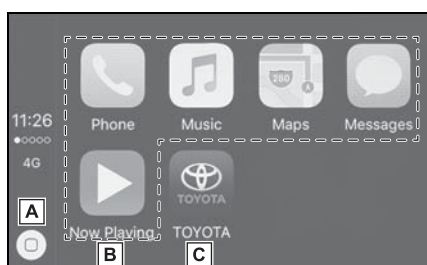 280
11:26
Phone
Music
Maps
Messages
4G
TOYOTA
A
Now Playing
TOYOTA
B
C